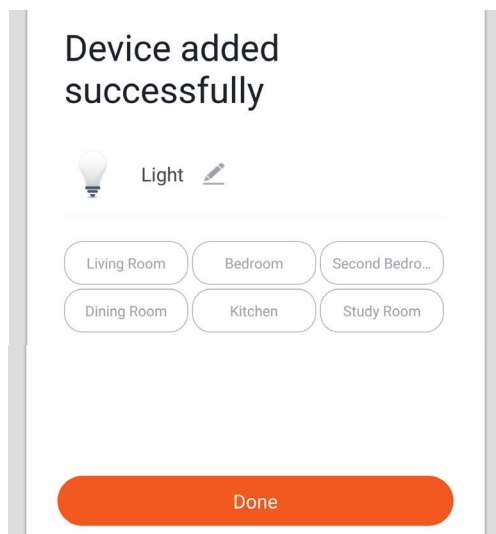 Device added
successfully
Light
Living Room
Bedroom
Second Bedro...
Dining Room
Kitchen
Study Room
Done